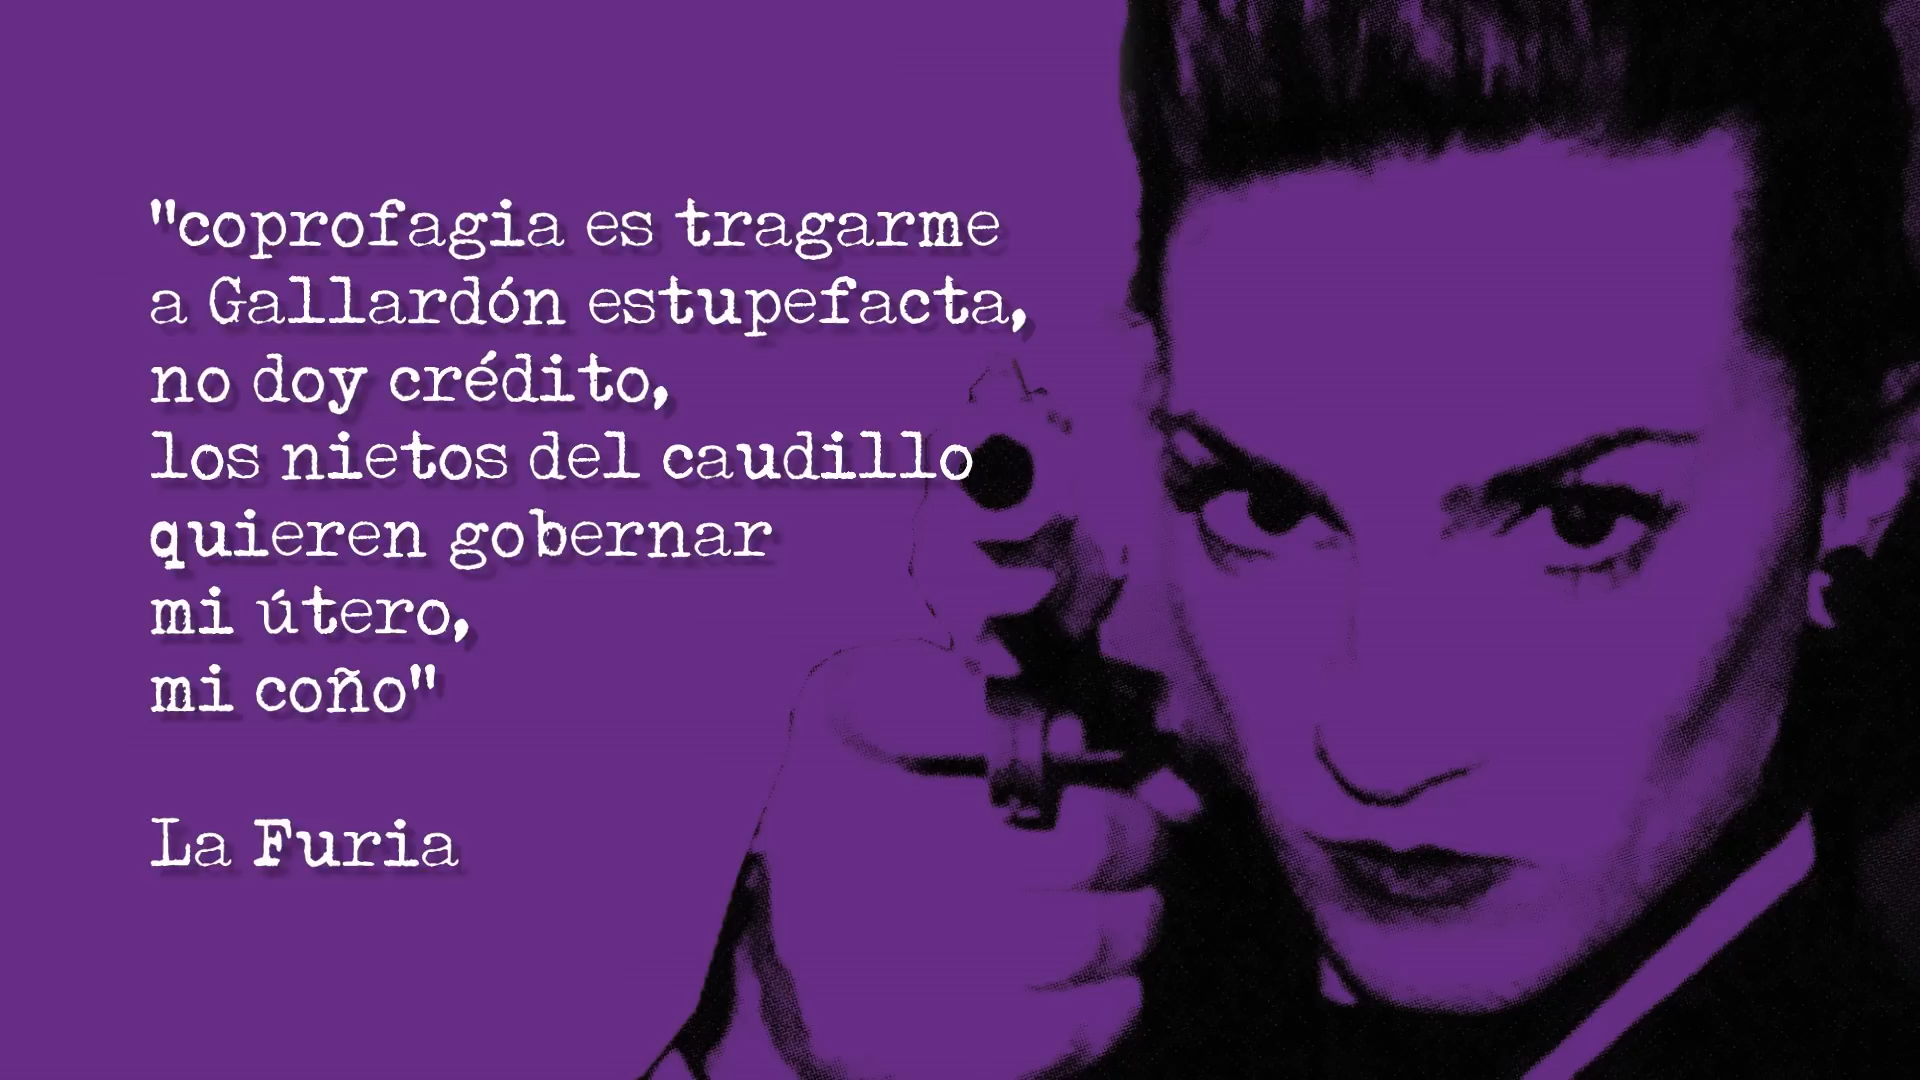 "coprofagia es tragarme
a Gallardón estupefacta,
no doy crédito,
los nietos del caudillo
quieren gobernar
mi útero,
mi coño"
La Furia